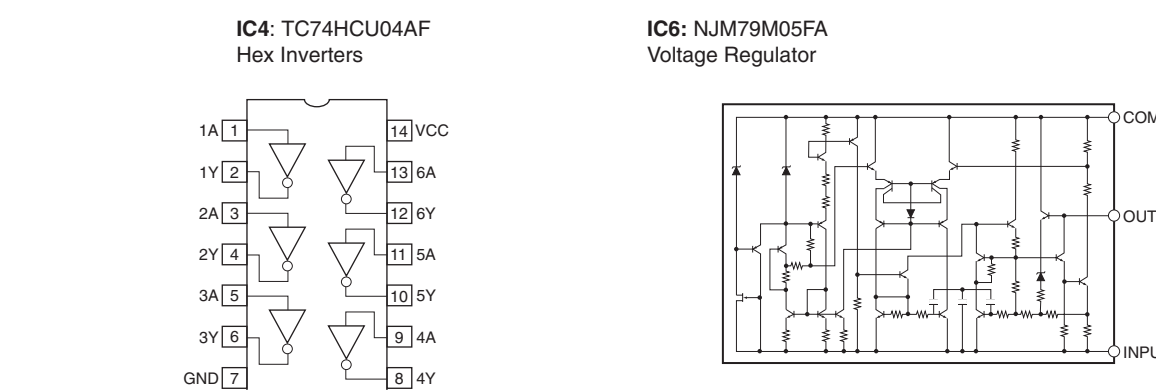 IC4: TC74HCU04AF
Hex Inverters
1A 1
1Y 2
2A 3
2Y 4
3A 5
3Y 6
GND 7
14 VCC
13 6A
12 6Y
11 5A
10 5Y
9 4A
8 4Y
IC6: NJM79M05FA
Voltage Regulator
COM
OUT
INPU